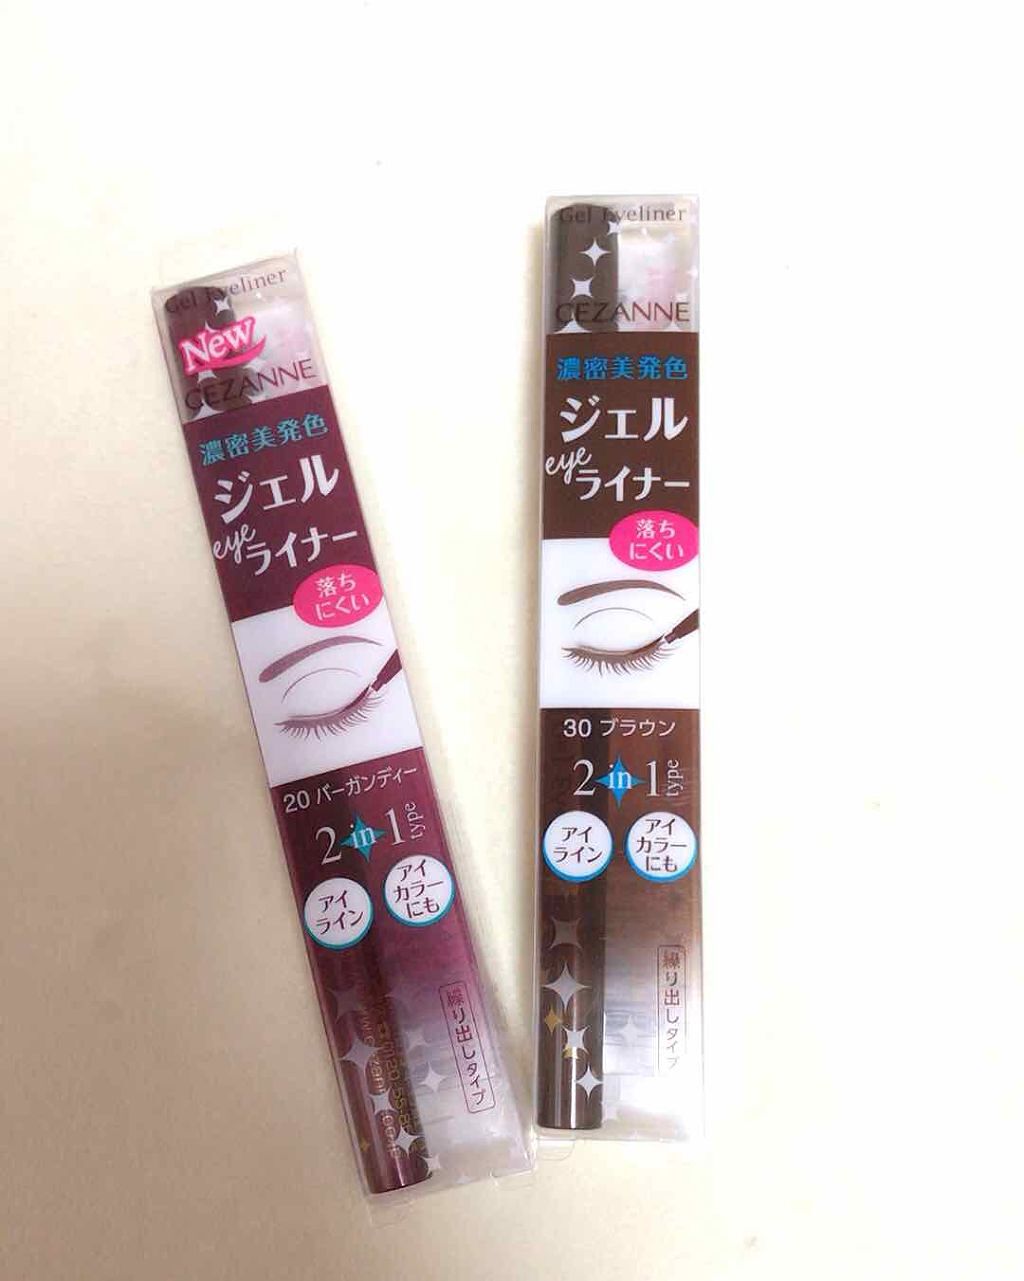 Gel Eyeliner
New
CEZANNE
濃密美発色
ジェル
eye
ライナー
落ち
にくい
20 バーガンディー
2 in 1 type
アイ
ライン
アイ
カラー
にも
繰り出しタイプ
Gel Eyeliner
CEZANNE
濃密美発色
ジェル
eye
ライナー
落ち
にくい
30 ブラウン
2 in 1 type
アイ
ライン
アイ
カラー
にも
繰り出しタイプ